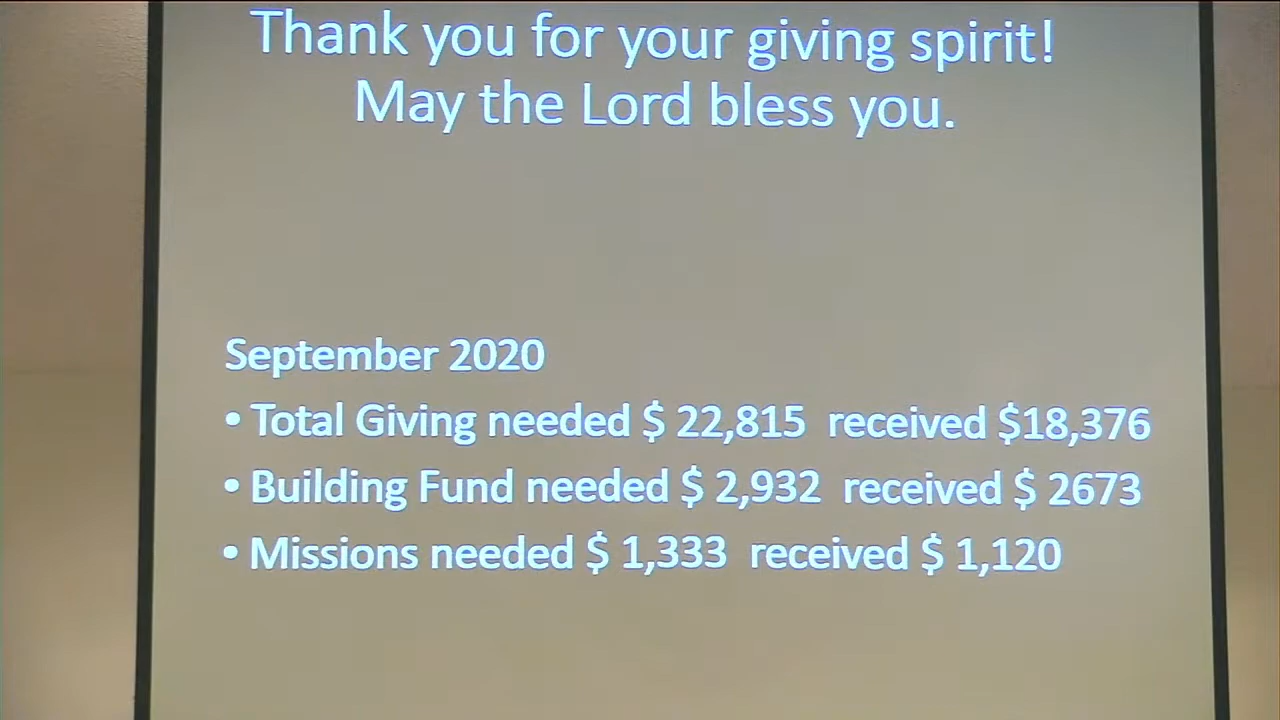 Thank you for your giving spirit!
May the Lord bless you.
September 2020
• Total Giving needed $ 22,815 received $18,376
• Building Fund needed $ 2,932 received $ 2673
• Missions needed $ 1,333 received $ 1,120